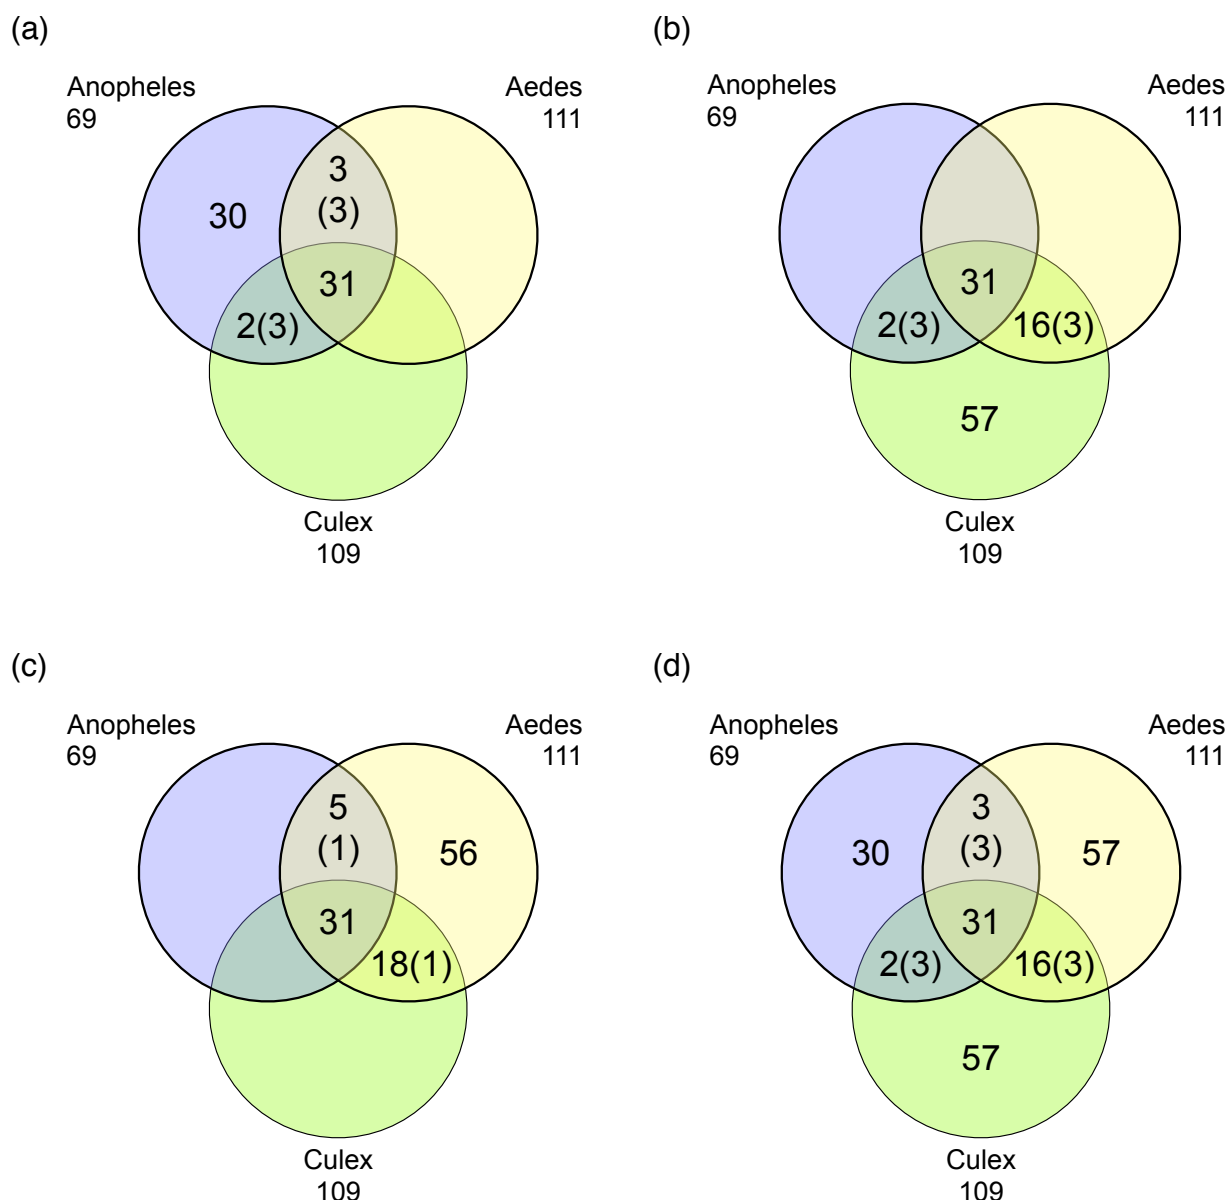 (a)
Anopheles
69
Aedes
111
3
(3)
30
31
2(3)
Culex
109
(b)
Anopheles
69
Aedes
111
31
2(3)
16(3)
57
Culex
109
(c)
Anopheles
69
Aedes
111
5
(1)
56
31
18(1)
Culex
109
(d)
Anopheles
69
Aedes
111
3
(3)
30
57
31
2(3)
16(3)
57
Culex
109